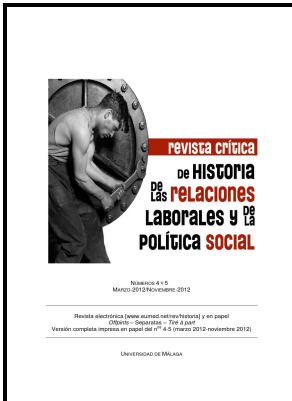 revista crítica
de historia
de las relaciones
laborales y de la
política social
Números 4 y 5
Marzo-2012/Noviembre-2012
Revista electrónica [www.eumed.net/rev/historia] y en papel
Offpints – Separatas – Tiré à part
Versión completa impresa en papel del nos 4-5 (marzo 2012-noviembre 2012)
Universidad de Málaga